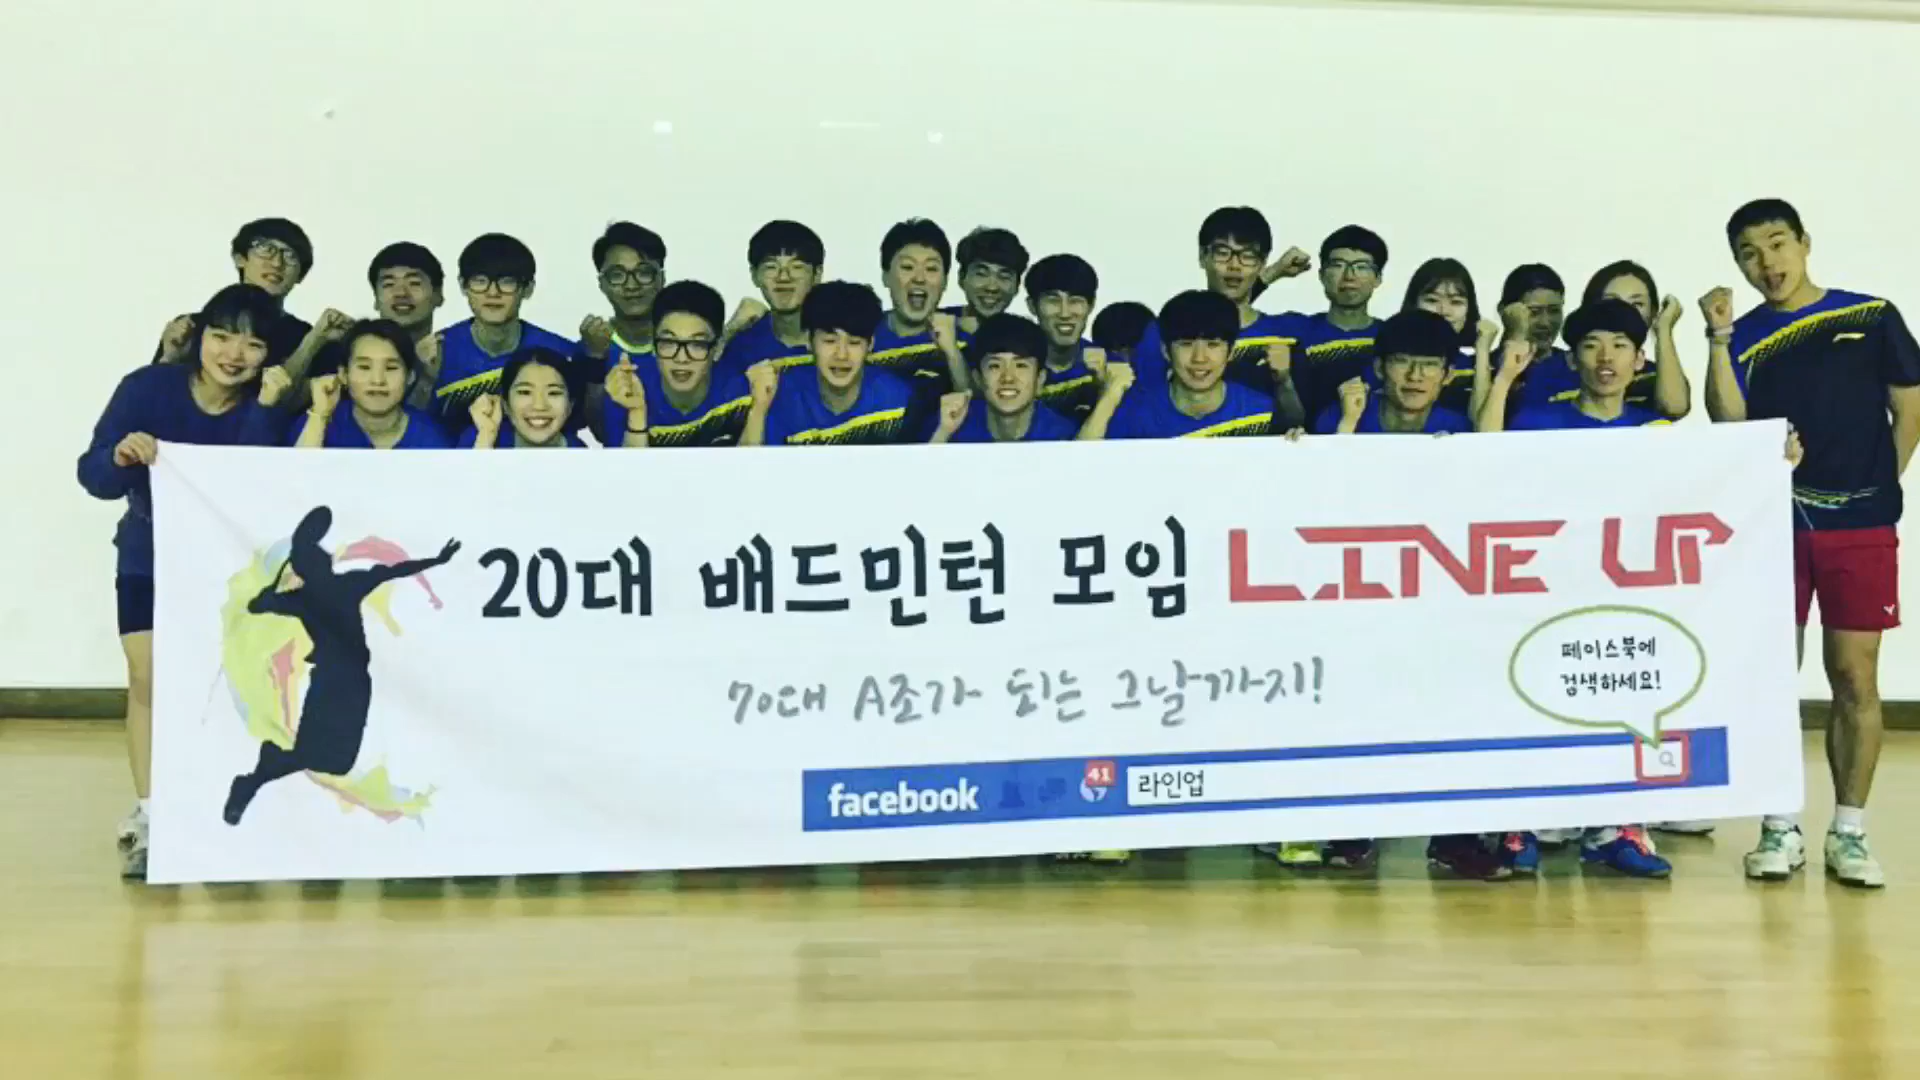 20대 배드민턴 모임 LINE UP
70대 A조가 되는 그날까지!
페이스북에
검색하세요!
facebook 41 라인업